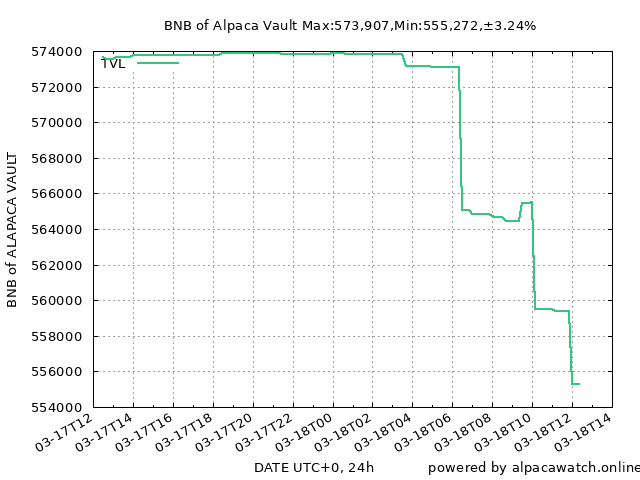 BNB of Alpaca Vault Max:573,907,Min:555,272,±3.24%
574000
TVL
572000
570000
568000
566000
564000
562000
560000
558000
556000
554000
BNB of ALAPACA VAULT
03-17T12
03-17T14
03-17T16
03-17T18
03-17T20
03-17T22
03-18T00
03-18T02
03-18T04
03-18T06
03-18T08
03-18T10
03-18T12
03-18T14
DATE UTC+0, 24h
powered by alpacawatch.online